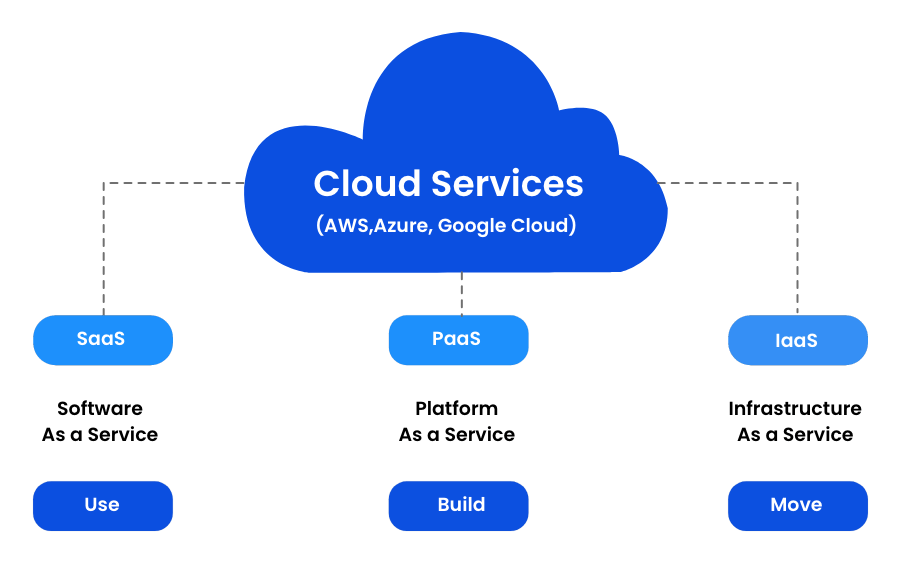 Cloud Services
(AWS,Azure, Google Cloud)
SaaS
PaaS
IaaS
Software
As a Service
Platform
As a Service
Infrastructure
As a Service
Use
Build
Move